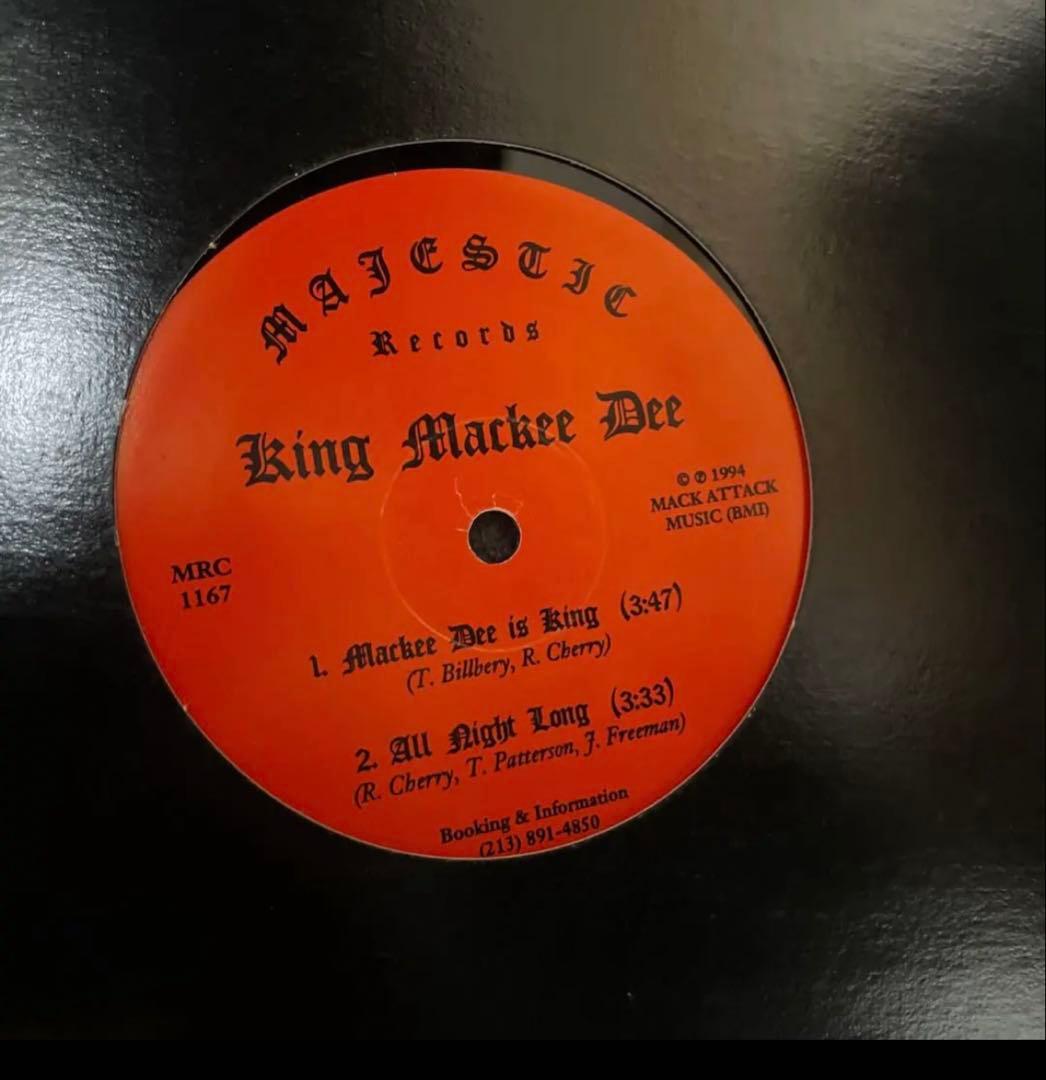 MAJESTIC
Records
King Mackee Dee
© ℗ 1994
MACK ATTACK
MUSIC (BMI)
MRC
1167
1. Mackee Dee is King (3:47)
(T. Billbery, R. Cherry)
2. All Night Long (3:33)
(R. Cherry, T. Patterson, J. Freeman)
Booking & Information
(213) 891-4850